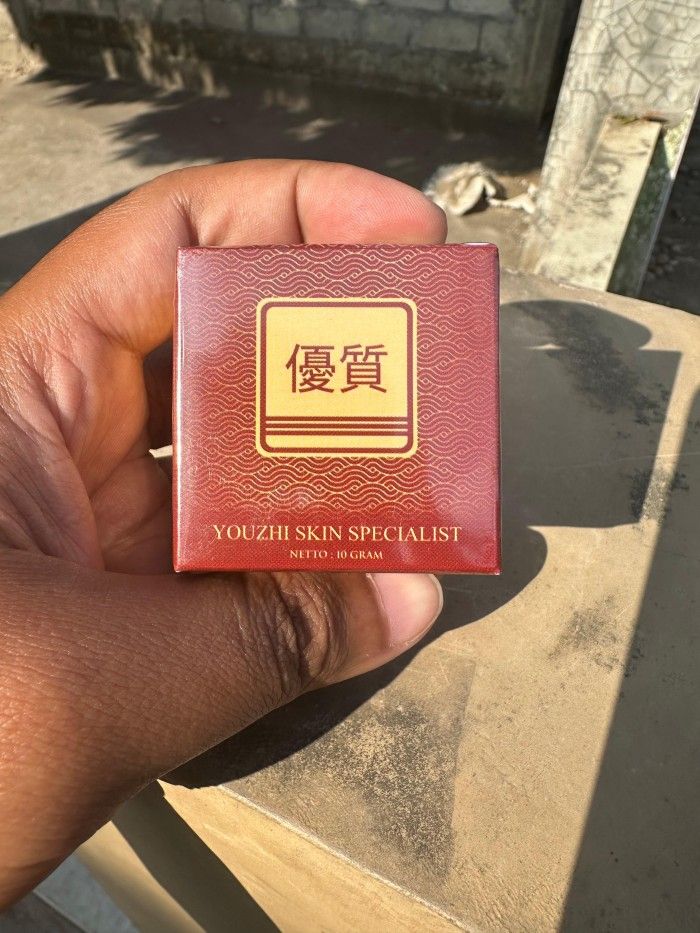 優質
YOUZHI SKIN SPECIALIST
NETTO : 10 GRAM